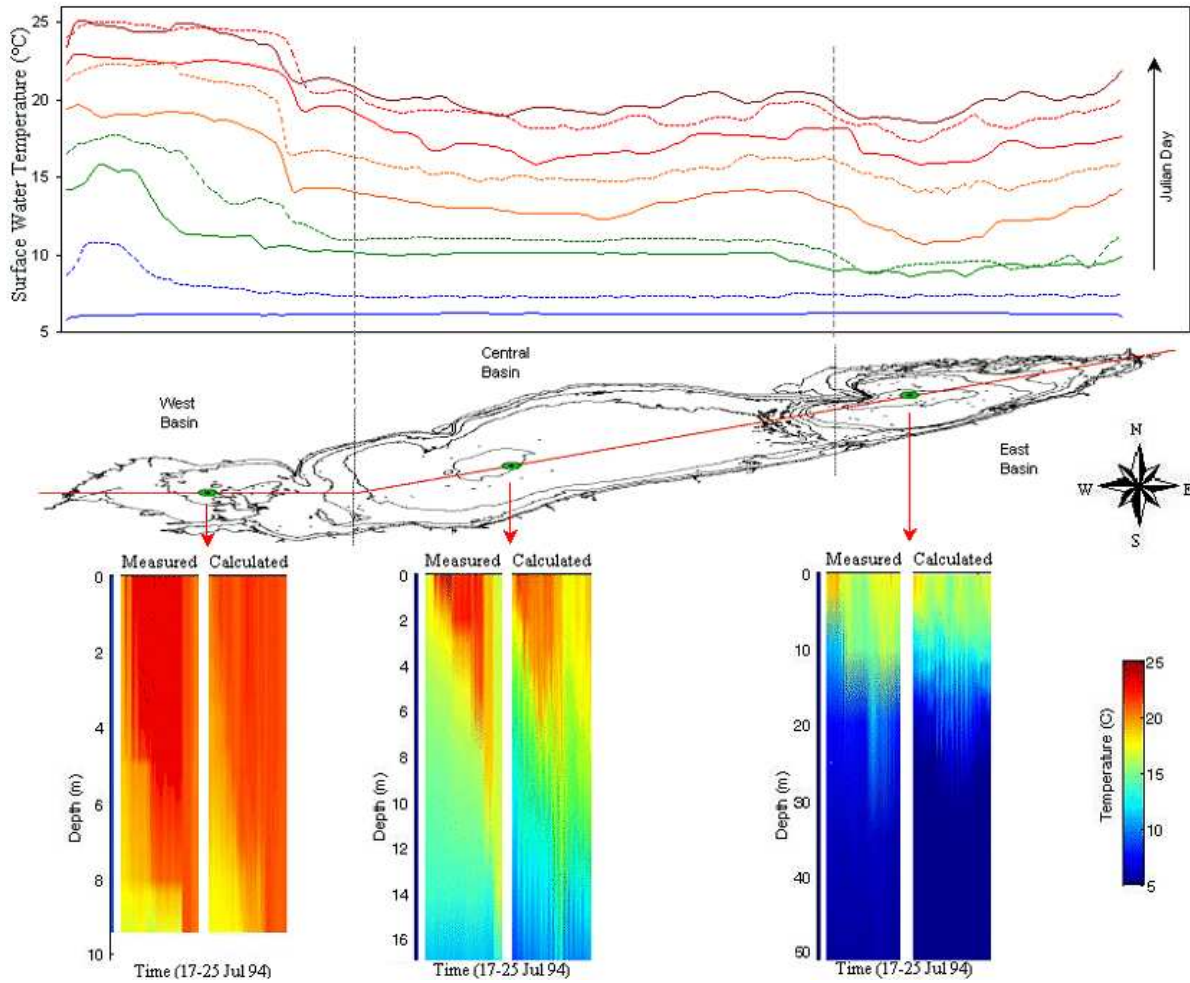 Surface Water Temperature (°C)
25
20
15
10
5
Julian Day
West
Basin
Central
Basin
East
Basin
N
W
E
S
Measured Calculated
Depth (m)
0
2
4
6
8
10
Time (17-25 Jul 94)
Measured Calculated
Depth (m)
0
2
4
6
8
10
12
14
16
Time (17-25 Jul 94)
Measured Calculated
Depth (m)
0
10
20
30
40
60
Time (17-25 Jul 94)
Temperature (C)
25
20
15
10
5